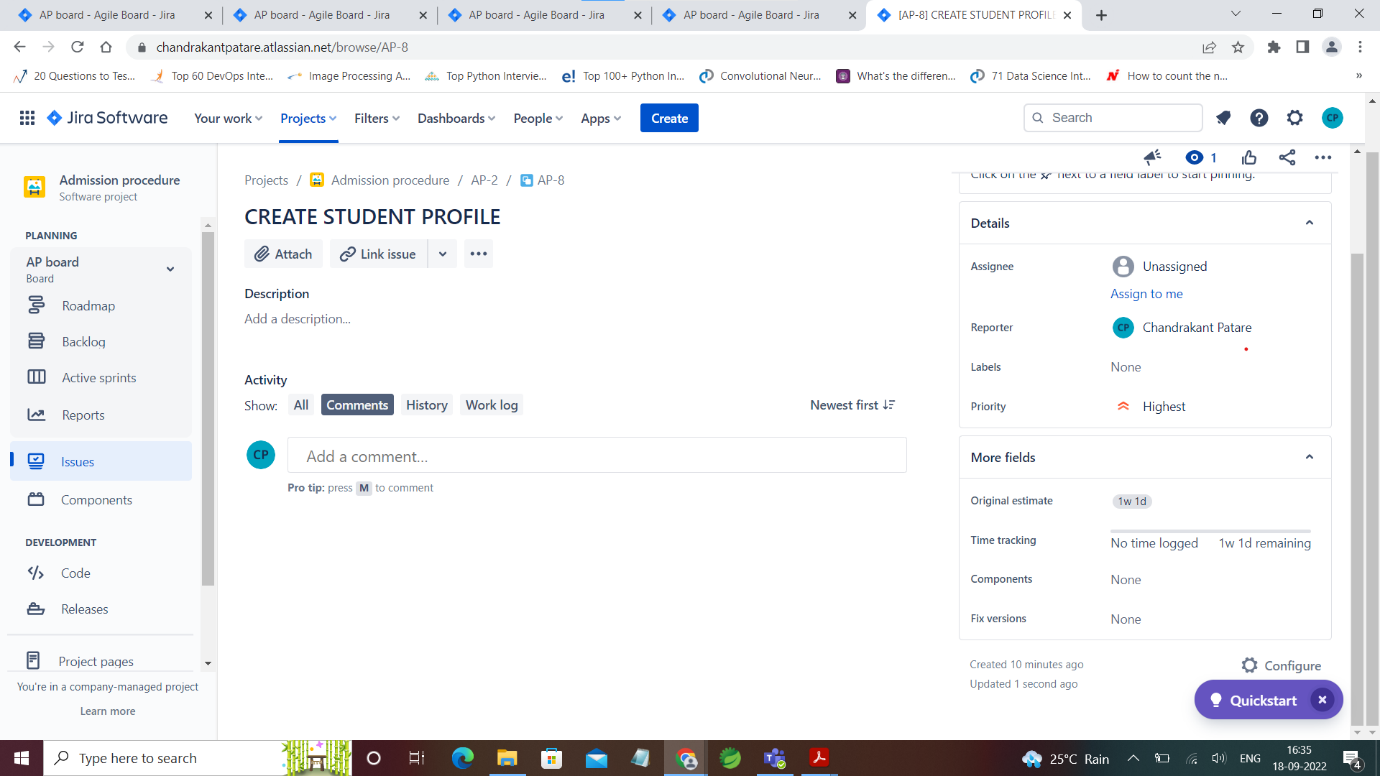 AP board - Agile Board - Jira
AP board - Agile Board - Jira
AP board - Agile Board - Jira
AP board - Agile Board - Jira
[AP-8] CREATE STUDENT PROFILE
chandrakantpatare.atlassian.net/browse/AP-8
20 Questions to Tes...
Top 60 DevOps Inte...
Image Processing A...
Top Python Intervie...
e! Top 100+ Python In...
Convolutional Neur...
What's the differen...
71 Data Science Int...
How to count the n...
»
Jira Software
Your work
Projects
Filters
Dashboards
People
Apps
Create
Search
CP
Admission procedure
Software project
PLANNING
AP board
Board
Roadmap
Backlog
Active sprints
Reports
Issues
Components
DEVELOPMENT
Code
Releases
Project pages
You're in a company-managed project
Learn more
Projects / Admission procedure / AP-2 / AP-8
1
CREATE STUDENT PROFILE
Attach
Link issue
Description
Add a description...
Activity
Show: All Comments History Work log
Newest first
CP
Add a comment...
Pro tip: press M to comment
Click on the next to a field label to start pinning.
Details
Assignee
Unassigned
Assign to me
Reporter
CP Chandrakant Patare
Labels
None
Priority
Highest
More fields
Original estimate
1w 1d
Time tracking
No time logged 1w 1d remaining
Components
None
Fix versions
None
Created 10 minutes ago
Updated 1 second ago
Configure
Quickstart
Type here to search
25°C Rain
ENG
16:35
18-09-2022
4